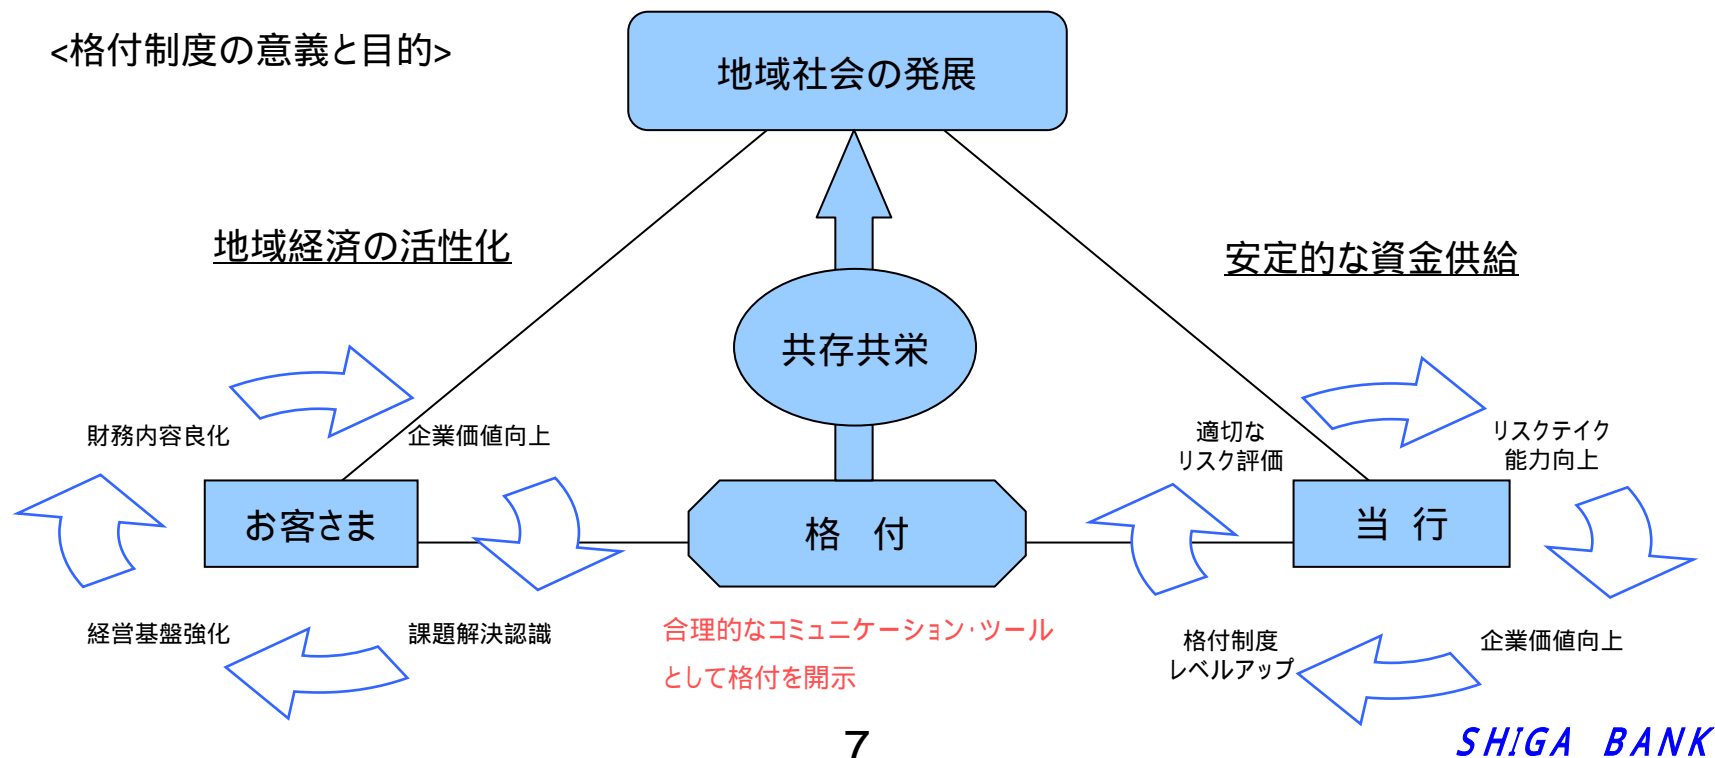 <格付制度の意義と目的>
地域社会の発展
地域経済の活性化
安定的な資金供給
共存共栄
財務内容良化
企業価値向上
適切な
リスク評価
リスクテイク
能力向上
お客さま
格 付
当 行
経営基盤強化
課題解決認識
合理的なコミュニケーション・ツール
として格付を開示
格付制度
レベルアップ
企業価値向上
7
SHIGA BANK